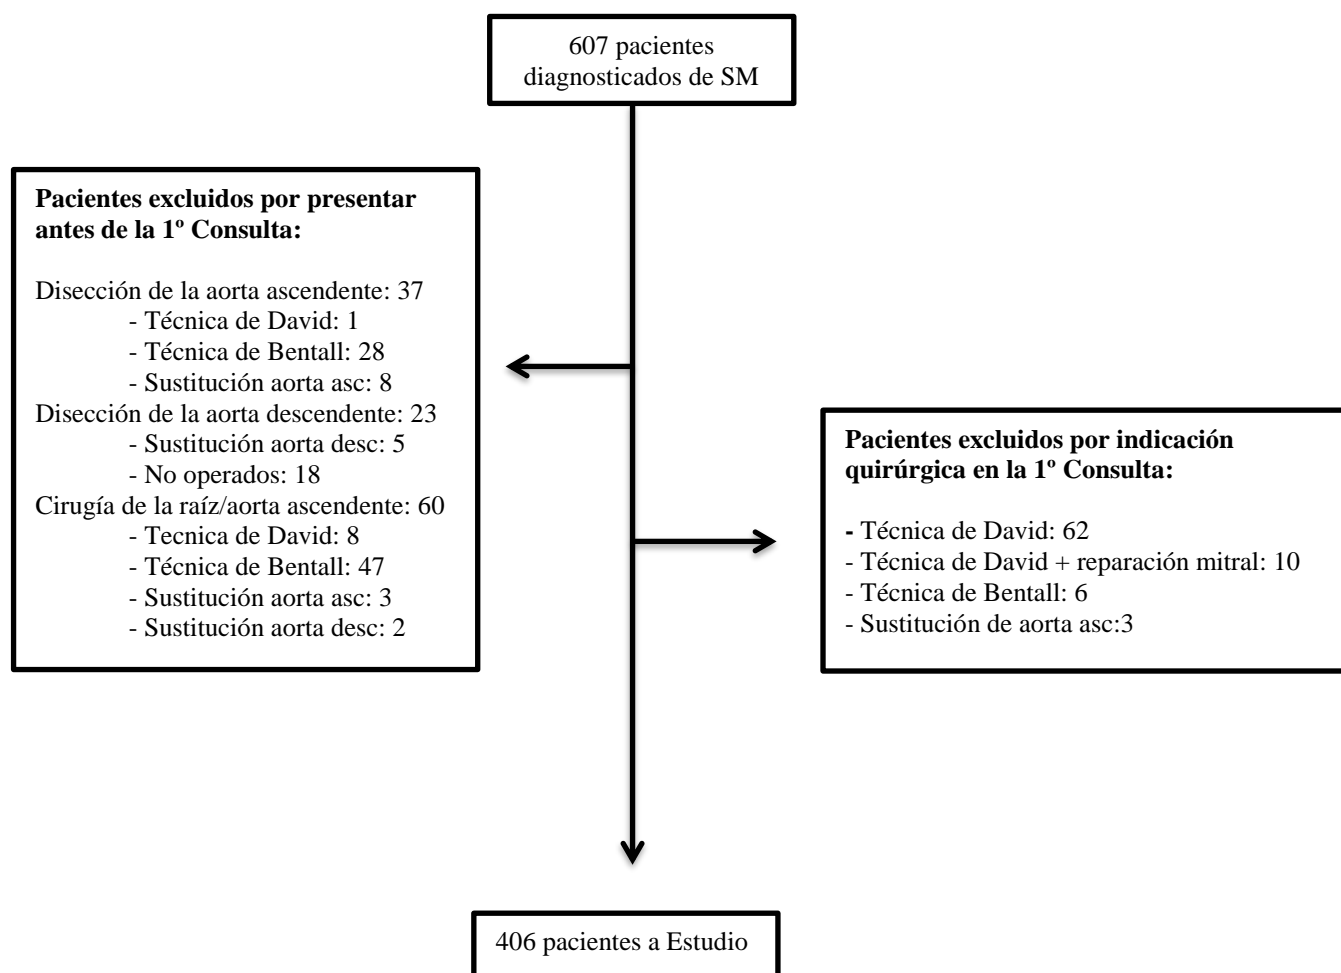 607 pacientes
diagnosticados de SM
Pacientes excluidos por presentar
antes de la 1º Consulta:
Disección de la aorta ascendente: 37
- Técnica de David: 1
- Técnica de Bentall: 28
- Sustitución aorta asc: 8
Disección de la aorta descendente: 23
- Sustitución aorta desc: 5
- No operados: 18
Cirugía de la raíz/aorta ascendente: 60
- Tecnica de David: 8
- Técnica de Bentall: 47
- Sustitución aorta asc: 3
- Sustitución aorta desc: 2
Pacientes excluidos por indicación
quirúrgica en la 1º Consulta:
- Técnica de David: 62
- Técnica de David + reparación mitral: 10
- Técnica de Bentall: 6
- Sustitución de aorta asc:3
406 pacientes a Estudio